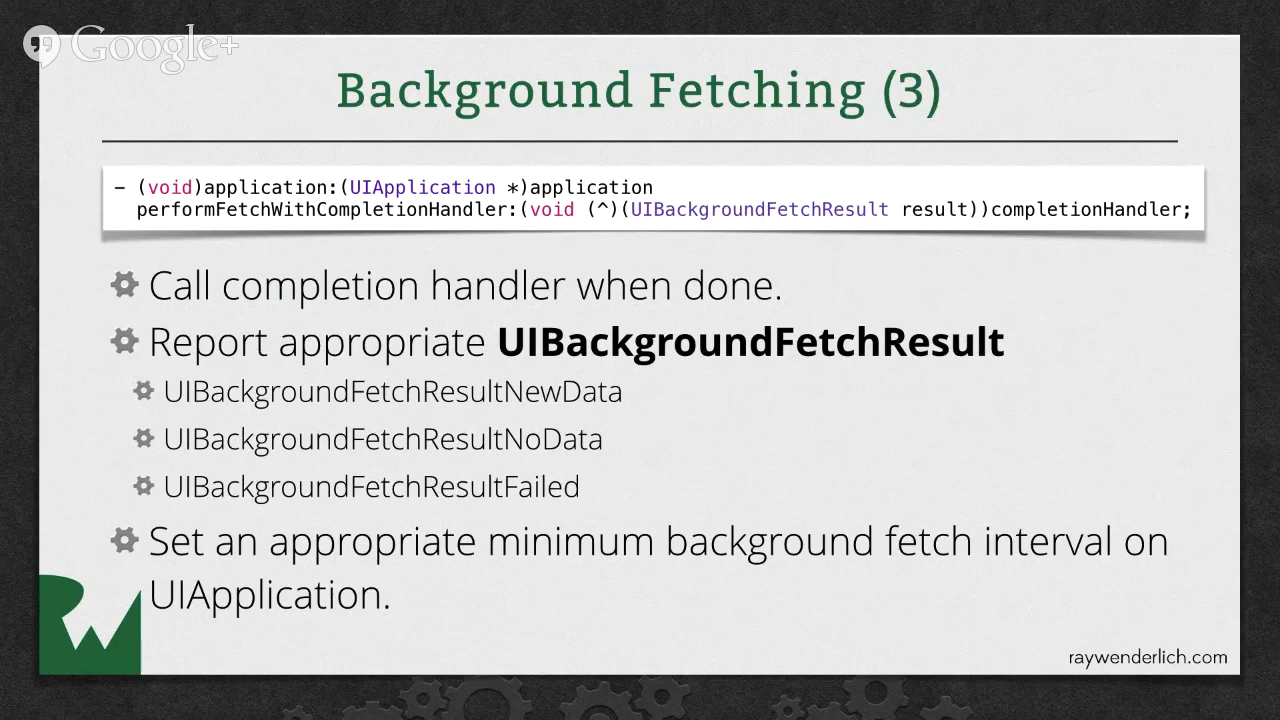 Google+
Background Fetching (3)
- (void)application:(UIApplication *)application
performFetchWithCompletionHandler:(void (^)(UIBackgroundFetchResult result))completionHandler;
Call completion handler when done.
Report appropriate UIBackgroundFetchResult
UIBackgroundFetchResultNewData
UIBackgroundFetchResultNoData
UIBackgroundFetchResultFailed
Set an appropriate minimum background fetch interval on
UIApplication.
RW
raywenderlich.com